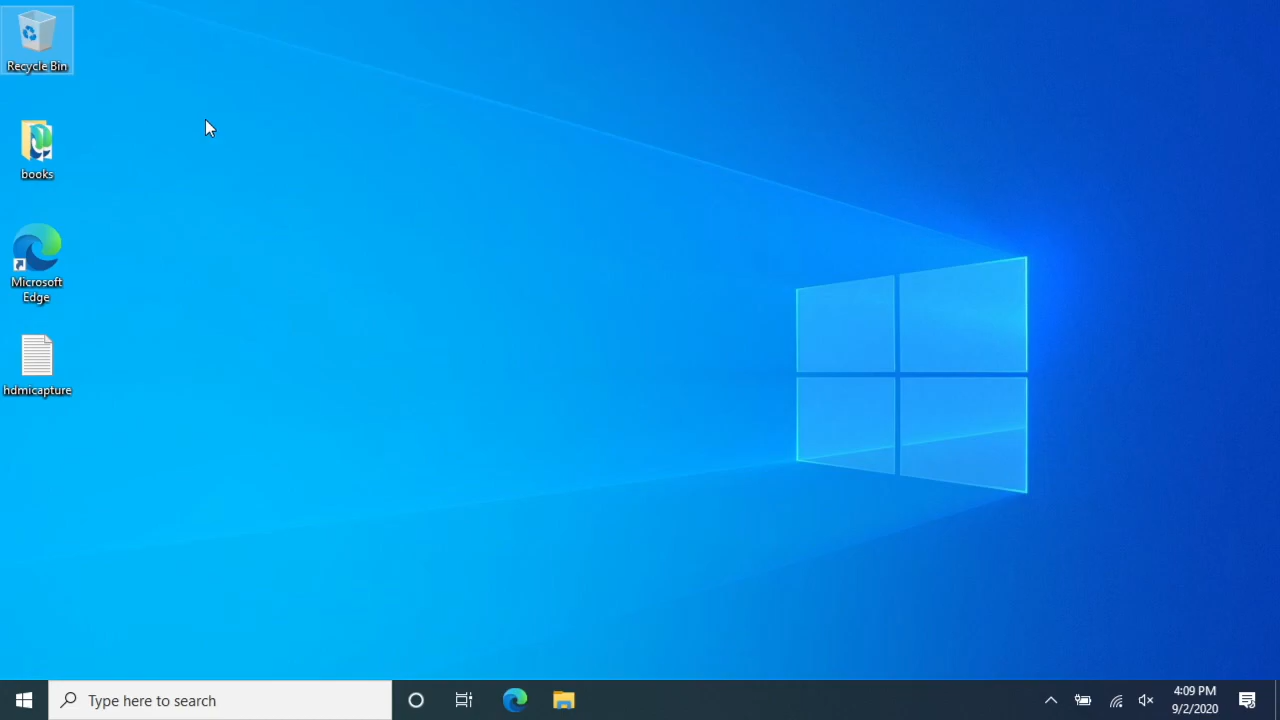 Recycle Bin
books
Microsoft
Edge
hdmicapture
Type here to search
4:09 PM
9/2/2020